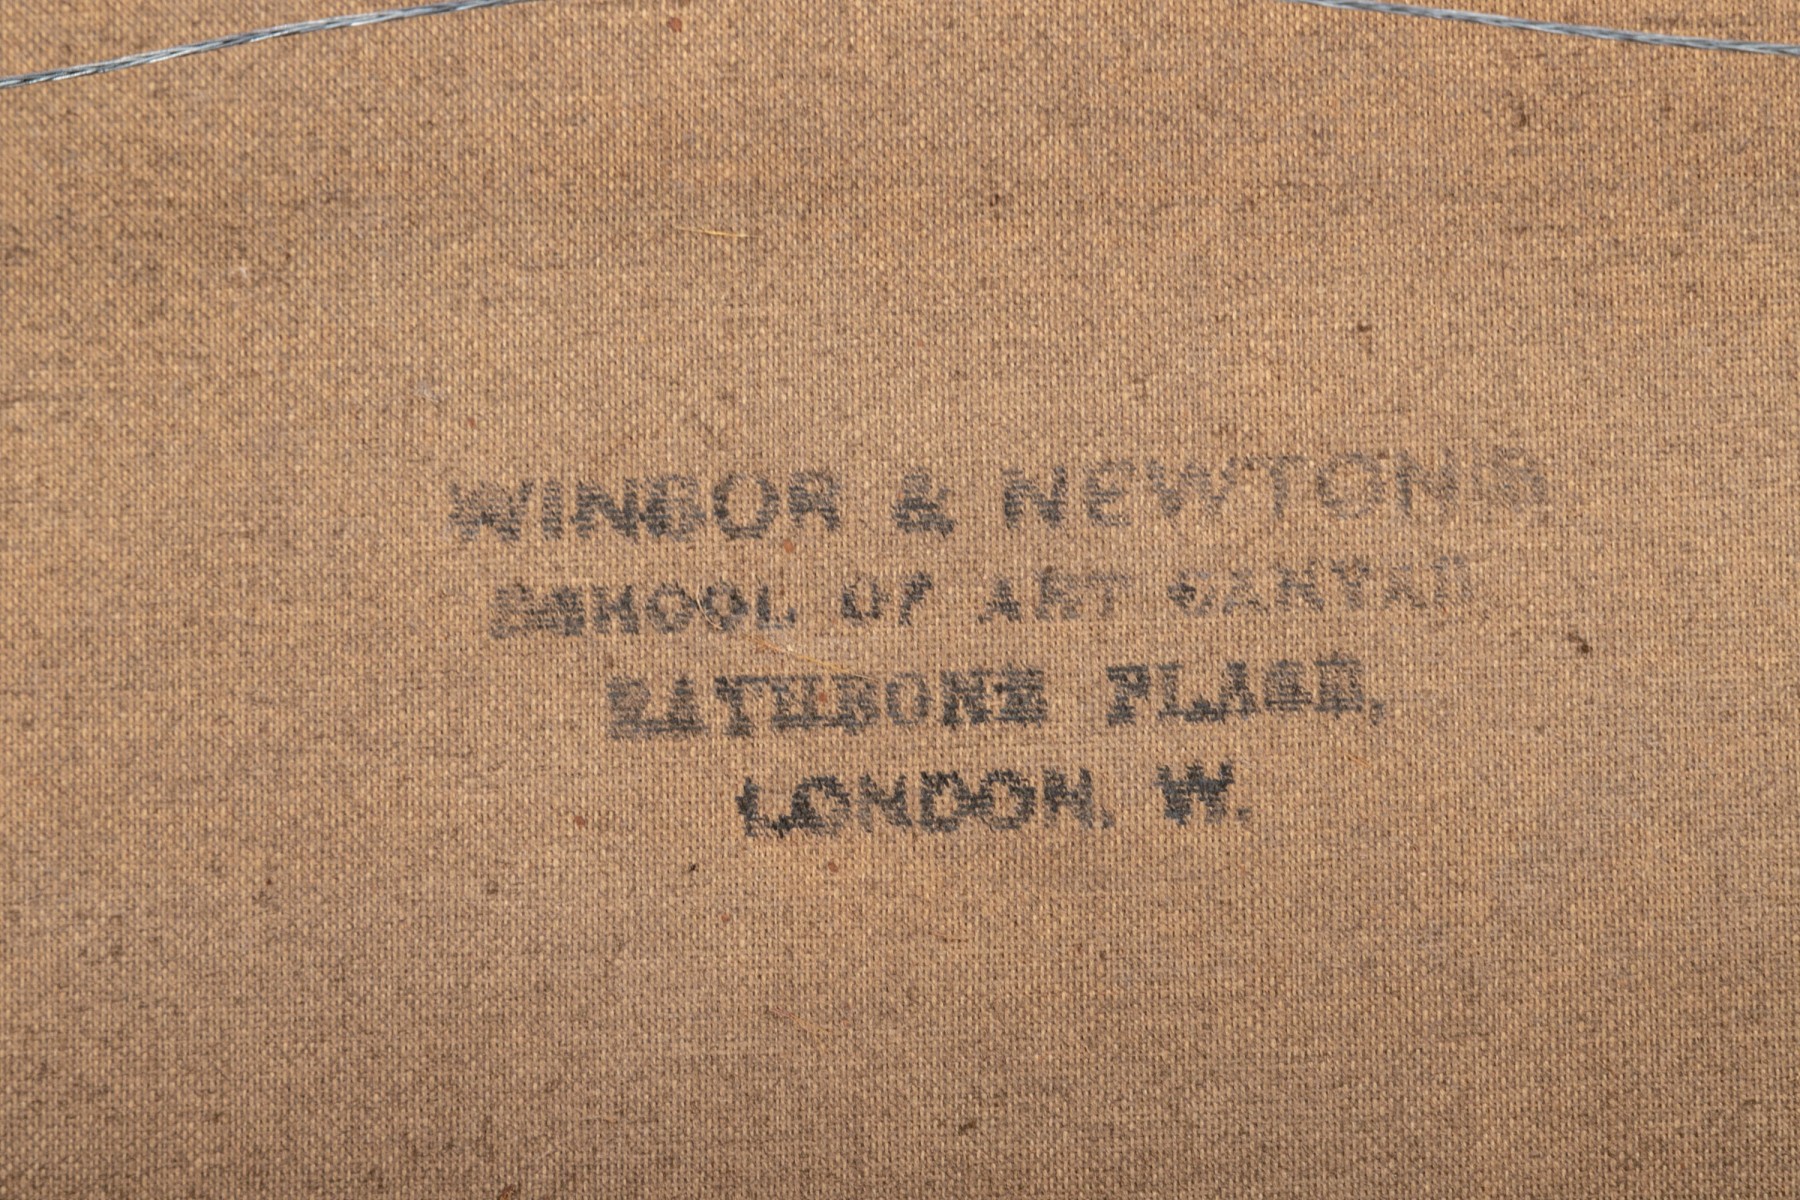 WINSOR & NEWTON'S
SCHOOL OF ART CANVAS
RATHBONE PLACE,
LONDON. W.